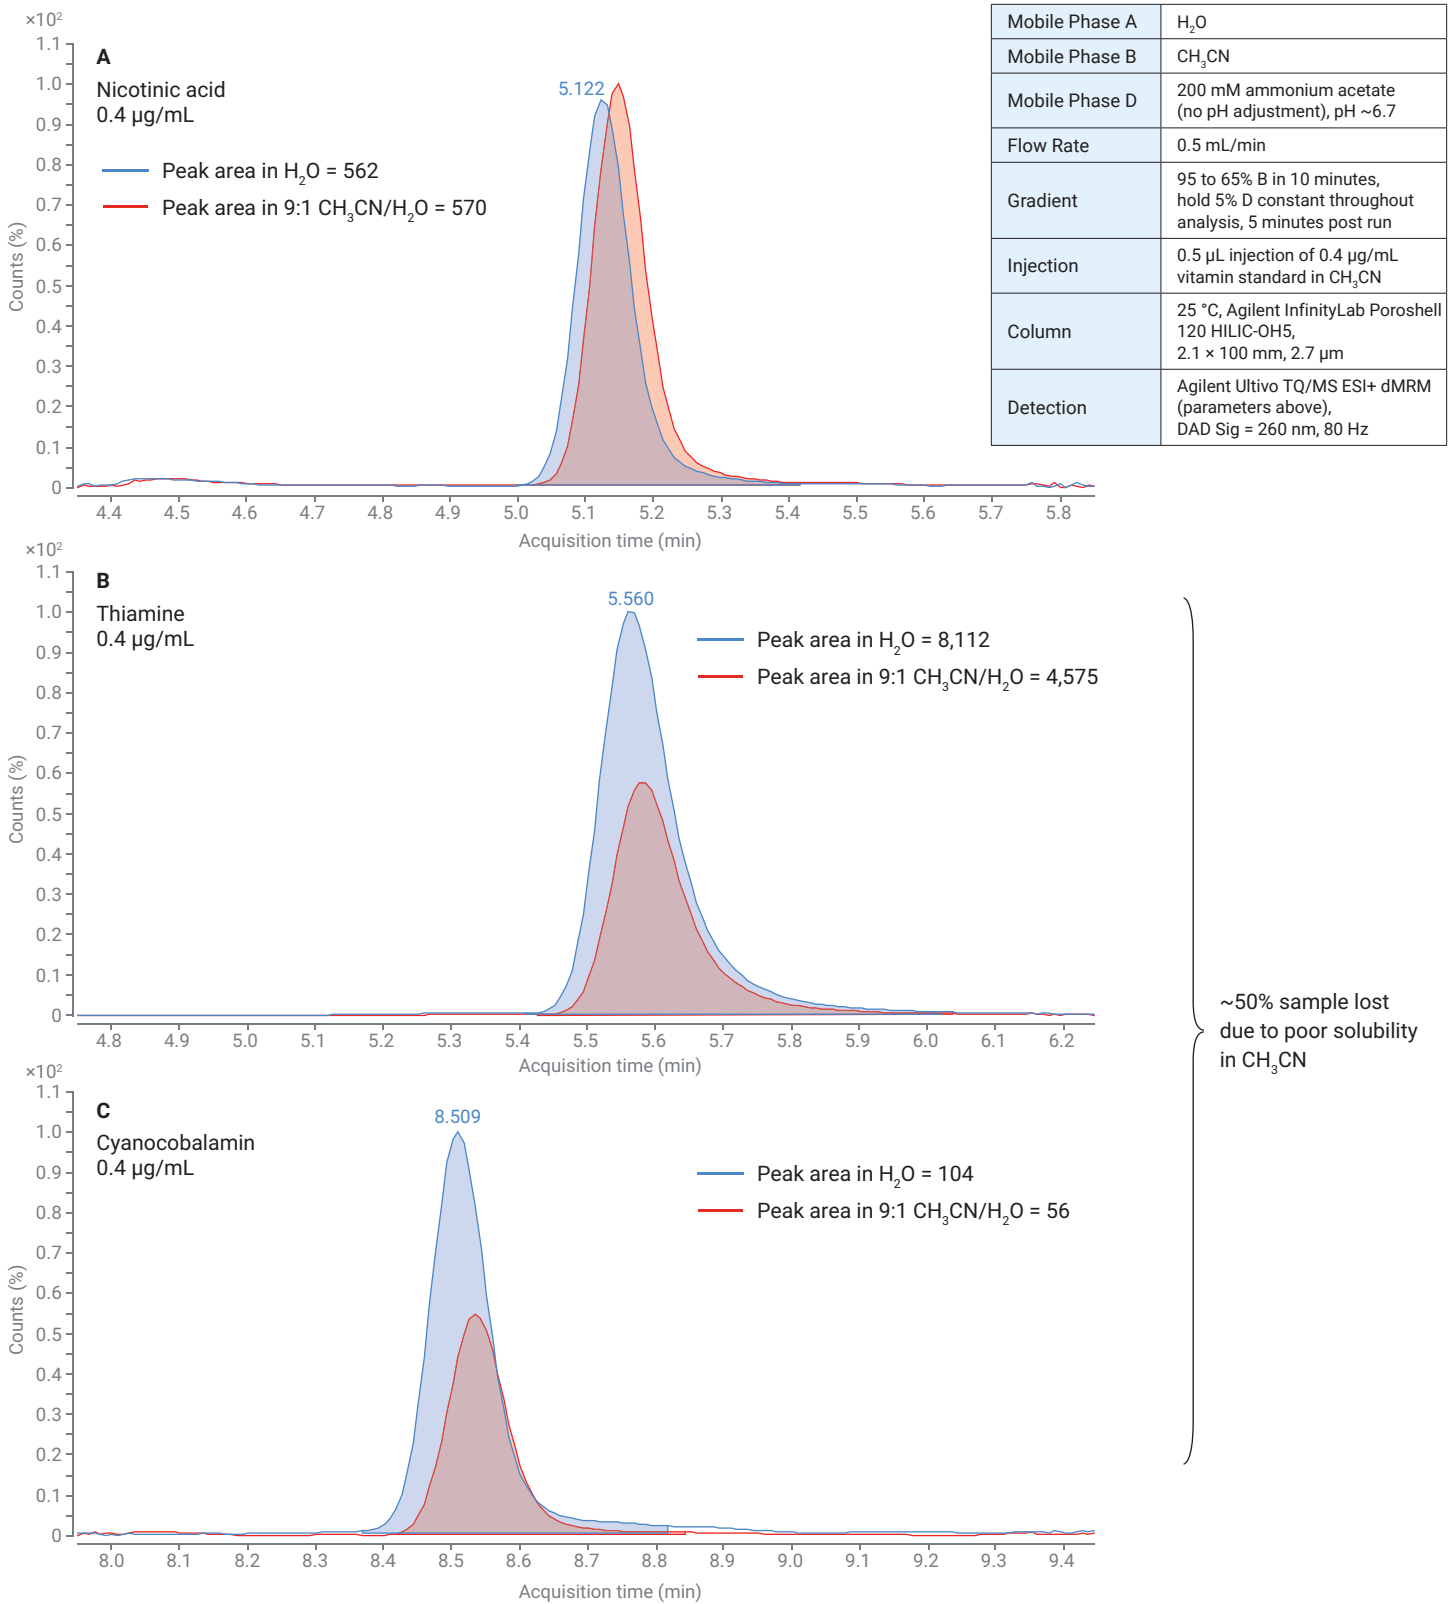 ×10²
1.1
1.0
0.9
0.8
0.7
0.6
0.5
0.4
0.3
0.2
0.1
0
Counts (%)
A
Nicotinic acid
0.4 µg/mL
5.122
Peak area in H₂O = 562
Peak area in 9:1 CH₃CN/H₂O = 570
4.4 4.5 4.6 4.7 4.8 4.9 5.0 5.1 5.2 5.3 5.4 5.5 5.6 5.7 5.8
Acquisition time (min)
Mobile Phase A H₂O
Mobile Phase B CH₃CN
Mobile Phase D 200 mM ammonium acetate
(no pH adjustment), pH ~6.7
Flow Rate 0.5 mL/min
Gradient 95 to 65% B in 10 minutes,
hold 5% D constant throughout
analysis, 5 minutes post run
Injection 0.5 µL injection of 0.4 µg/mL
vitamin standard in CH₃CN
Column 25 °C, Agilent InfinityLab Poroshell
120 HILIC-OH5,
2.1 × 100 mm, 2.7 µm
Detection Agilent Ultivo TQ/MS ESI+ dMRM
(parameters above),
DAD Sig = 260 nm, 80 Hz
×10²
1.1
1.0
0.9
0.8
0.7
0.6
0.5
0.4
0.3
0.2
0.1
0
Counts (%)
B
Thiamine
0.4 µg/mL
5.560
Peak area in H₂O = 8,112
Peak area in 9:1 CH₃CN/H₂O = 4,575
4.8 4.9 5.0 5.1 5.2 5.3 5.4 5.5 5.6 5.7 5.8 5.9 6.0 6.1 6.2
Acquisition time (min)
~50% sample lost
due to poor solubility
in CH₃CN
×10²
1.1
1.0
0.9
0.8
0.7
0.6
0.5
0.4
0.3
0.2
0.1
0
Counts (%)
C
Cyanocobalamin
0.4 µg/mL
8.509
Peak area in H₂O = 104
Peak area in 9:1 CH₃CN/H₂O = 56
8.0 8.1 8.2 8.3 8.4 8.5 8.6 8.7 8.8 8.9 9.0 9.1 9.2 9.3 9.4
Acquisition time (min)